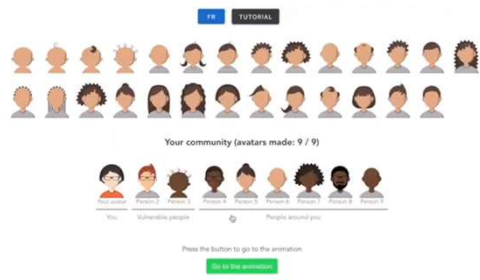 FR TUTORIAL
Your community (avatars made: 9 / 9)
Your avatar Person 2 Person 3 Person 4 Person 5 Person 6 Person 7 Person 8 Person 9
You Vulnerable people People around you
Press the button to go to the animation
Go to the animation